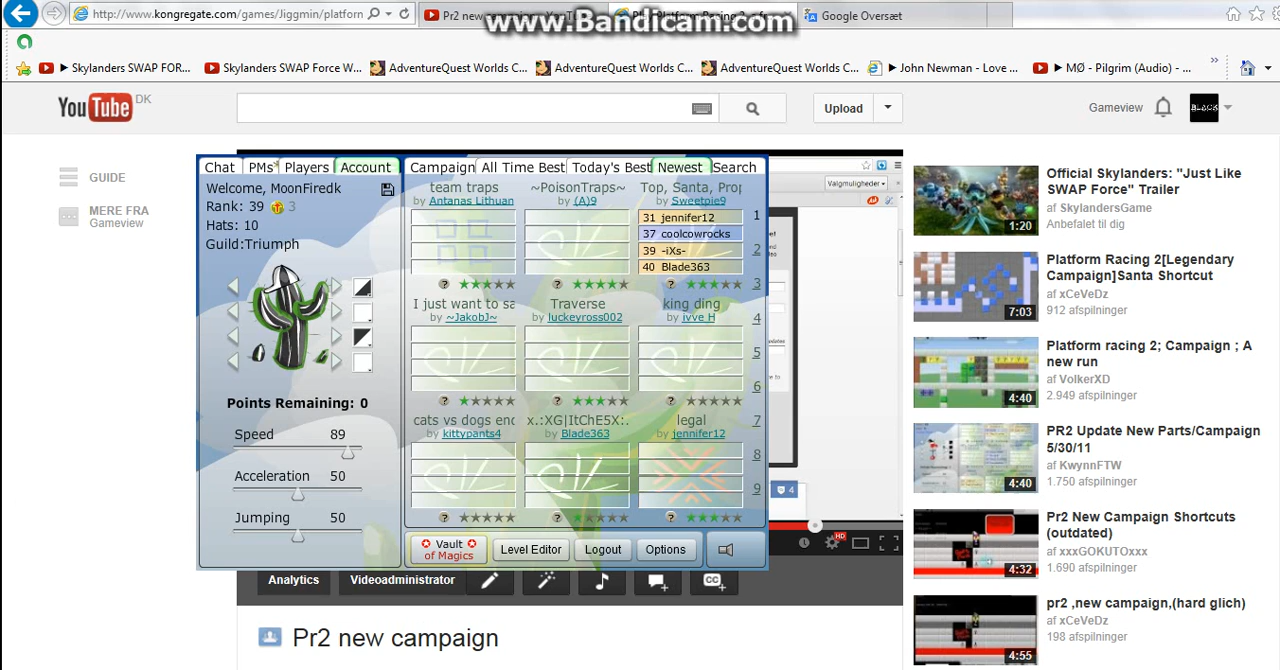 http://www.kongregate.com/games/Jiggmin/platform
Pr2 new
Google Oversæt
www.Bandicam.com
▶ Skylanders SWAP FOR...
Skylanders SWAP Force W...
AdventureQuest Worlds C...
AdventureQuest Worlds C...
AdventureQuest Worlds C...
▶ John Newman - Love ...
▶ MØ - Pilgrim (Audio) - ...
YouTube DK
Upload
Gameview
BLACK
GUIDE
MERE FRA
Gameview
Chat
PMs
Players
Account
Campaign
All Time Best
Today's Best
Newest
Search
Welcome, MoonFiredk
Rank: 39 3
Hats: 10
Guild:Triumph
Points Remaining: 0
Speed 89
Acceleration 50
Jumping 50
team traps
by Antanas Lithuan
~PoisonTraps~
by (A)9
Top, Santa, Prop
by Sweetpie9
31 jennifer12
37 coolcowrocks
39 -iXs-
40 Blade363
I just want to sa
by ~JakobJ~
Traverse
by luckeyross002
king ding
by ivve H
cats vs dogs enc
by kittypants4
x.:XG|ItChE5X:.
by Blade363
legal
by jennifer12
1
2
3
4
5
6
7
8
9
Vault
of Magics
Level Editor
Logout
Options
Valgmuligheder
4
HD
Analytics
Videoadministrator
CC
Pr2 new campaign
Official Skylanders: "Just Like
SWAP Force" Trailer
af SkylandersGame
Anbefalet til dig
1:20
Platform Racing 2[Legendary
Campaign]Santa Shortcut
af xCeVeDz
912 afspilninger
7:03
Platform racing 2; Campaign ; A
new run
af VolkerXD
2.949 afspilninger
4:40
PR2 Update New Parts/Campaign
5/30/11
af KwynnFTW
1.750 afspilninger
4:40
Pr2 New Campaign Shortcuts
(outdated)
af xxxGOKUTOxxx
1.690 afspilninger
4:32
pr2 ,new campaign,(hard glich)
af xCeVeDz
198 afspilninger
4:55